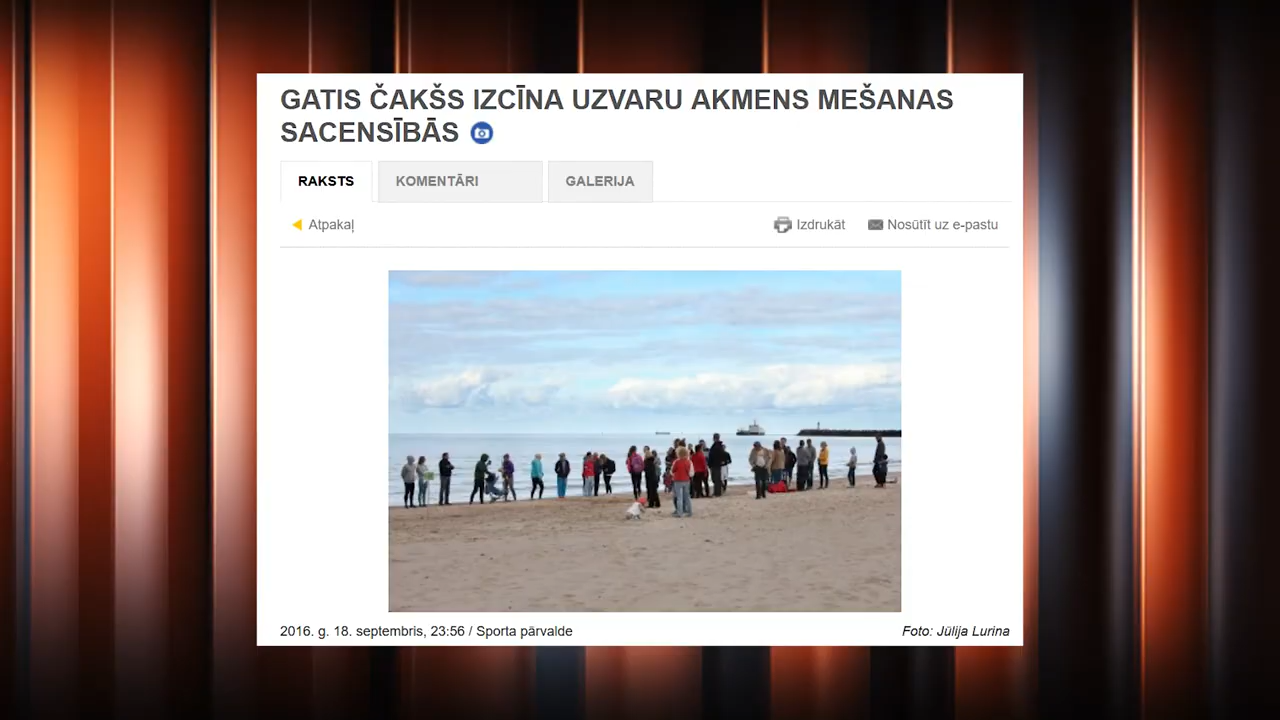 GATIS ČAKŠS IZCĪNA UZVARU AKMENS MEŠANAS
SACENSĪBĀS
RAKSTS KOMENTĀRI GALERIJA
Atpakaļ Izdrukāt Nosūtīt uz e-pastu
2016. g. 18. septembris, 23:56 / Sporta pārvalde Foto: Jūlija Lurina